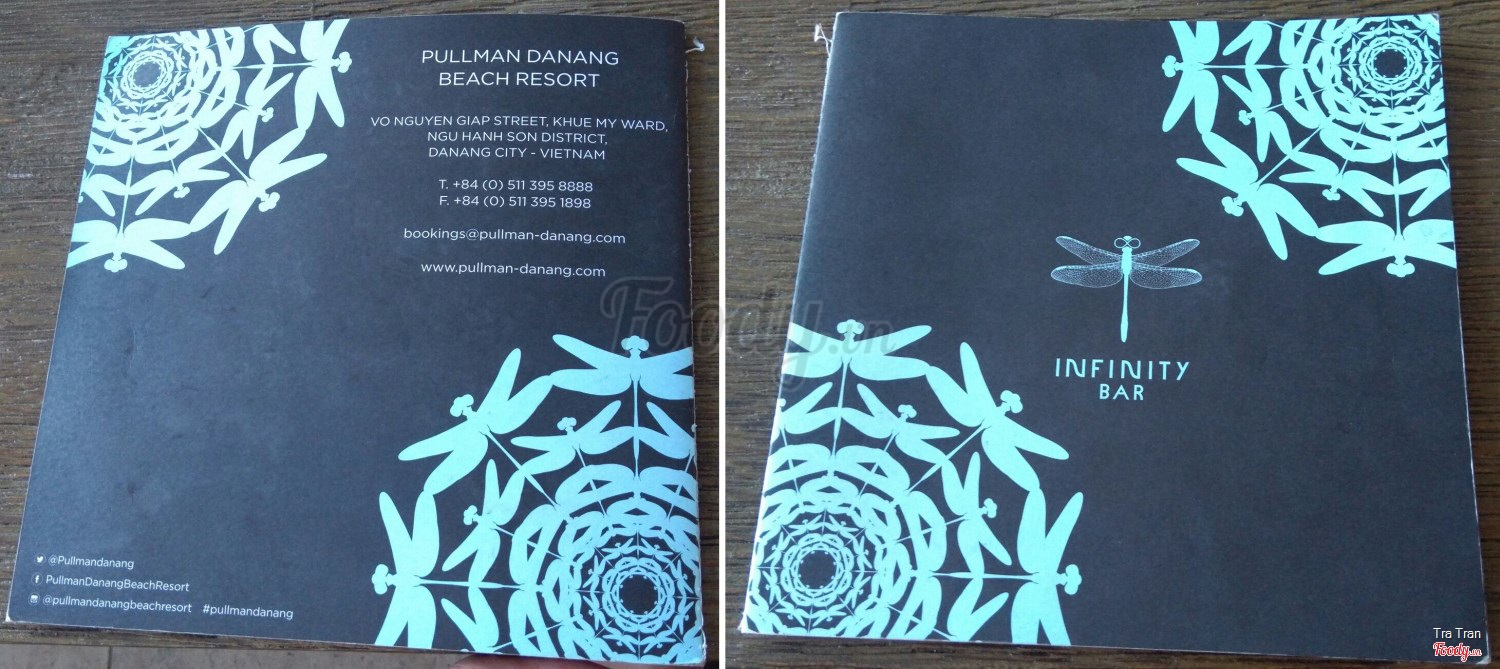 PULLMAN DANANG
BEACH RESORT
VO NGUYEN GIAP STREET, KHUE MY WARD,
NGU HANH SON DISTRICT,
DANANG CITY - VIETNAM
T. +84 (0) 511 395 8888
F. +84 (0) 511 395 1898
bookings@pullman-danang.com
www.pullman-danang.com
@Pullmandanang
PullmanDanangBeachResort
@pullmandanangbeachresort #pullmandanang
INFINITY
BAR
Foody.vn
Tra Tran
Foody.vn